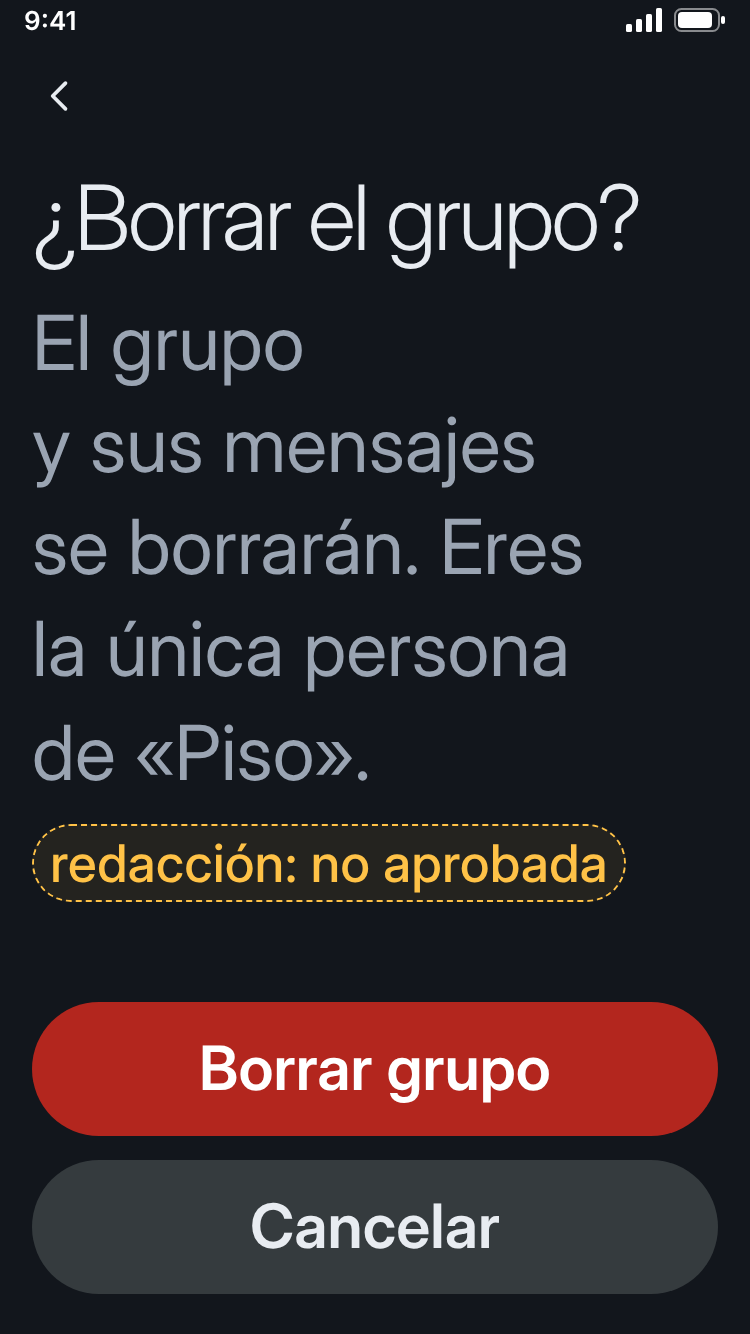 9:41
¿Borrar el grupo?
El grupo
y sus mensajes
se borrarán. Eres
la única persona
de «Piso».
redacción: no aprobada
Borrar grupo
Cancelar